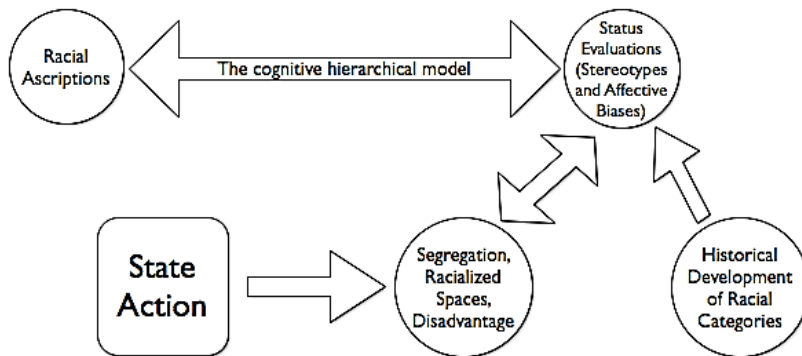 Racial
Ascriptions
The cognitive hierarchical model
Status
Evaluations
(Stereotypes
and Affective
Biases)
State
Action
Segregation,
Racialized
Spaces,
Disadvantage
Historical
Development
of Racial
Categories